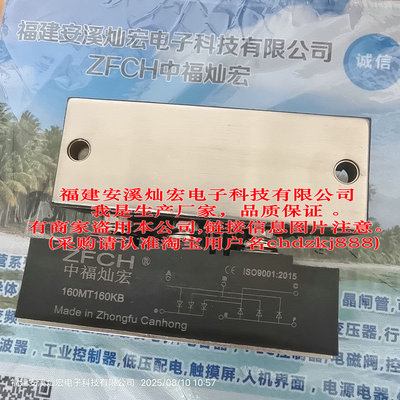 福建安溪灿宏电子科技有限公司
诚信
ZFCH中福灿宏
福建安溪灿宏电子科技有限公司
我是生产厂家，品质保证 。
有商家盗用本公司,链接信息图片注意。
(采购请认准淘宝用户名chdzkj888)
ZFCH®
中福灿宏
CE ISO9001:2015
160MT160KB
Made in Zhongfu Canhong
晶闸管
工业控制器,低压配电,触摸屏,人机界面，电源电器
福建安溪灿宏电子科技有限公司 2025/08/10 10:57